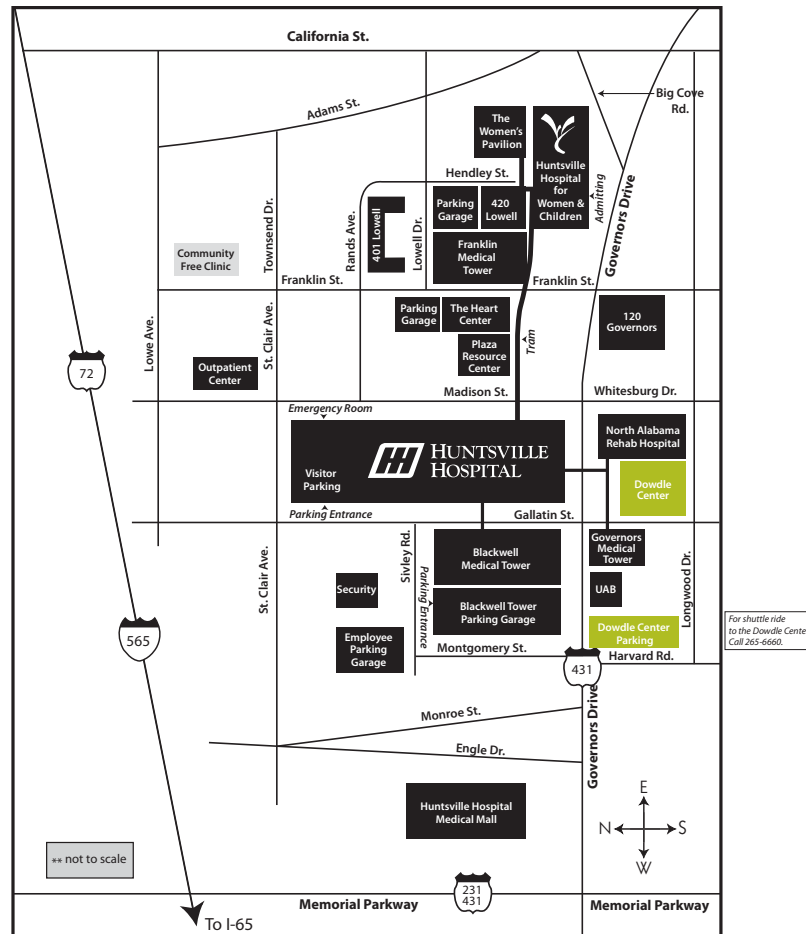 California St.
Adams St.
Big Cove
Rd.
The
Women's
Pavilion
Huntsville
Hospital
for
Women &
Children
Admitting
Governors Drive
Hendley St.
Townsend Dr.
Rands Ave.
401 Lowell
Lowell Dr.
Parking
Garage
420
Lowell
Franklin
Medical
Tower
Community
Free Clinic
Franklin St.
Franklin St.
Lowe Ave.
St. Clair Ave.
Parking
Garage
The Heart
Center
Plaza
Resource
Center
Tram
120
Governors
72
Outpatient
Center
Madison St.
Whitesburg Dr.
Emergency Room
HUNTSVILLE
HOSPITAL
Visitor
Parking
Parking Entrance
North Alabama
Rehab Hospital
Dowdle
Center
Gallatin St.
St. Clair Ave.
Sivley Rd.
Parking Entrance
Blackwell
Medical Tower
Governors
Medical
Tower
Longwood Dr.
Security
Blackwell Tower
Parking Garage
UAB
565
Employee
Parking
Garage
Dowdle Center
Parking
For shuttle ride
to the Dowdle Cente
Call 265-6660.
Montgomery St.
Harvard Rd.
431
Monroe St.
Engle Dr.
Governors Drive
Huntsville Hospital
Medical Mall
E
N
S
W
** not to scale
231
431
Memorial Parkway
Memorial Parkway
To I-65